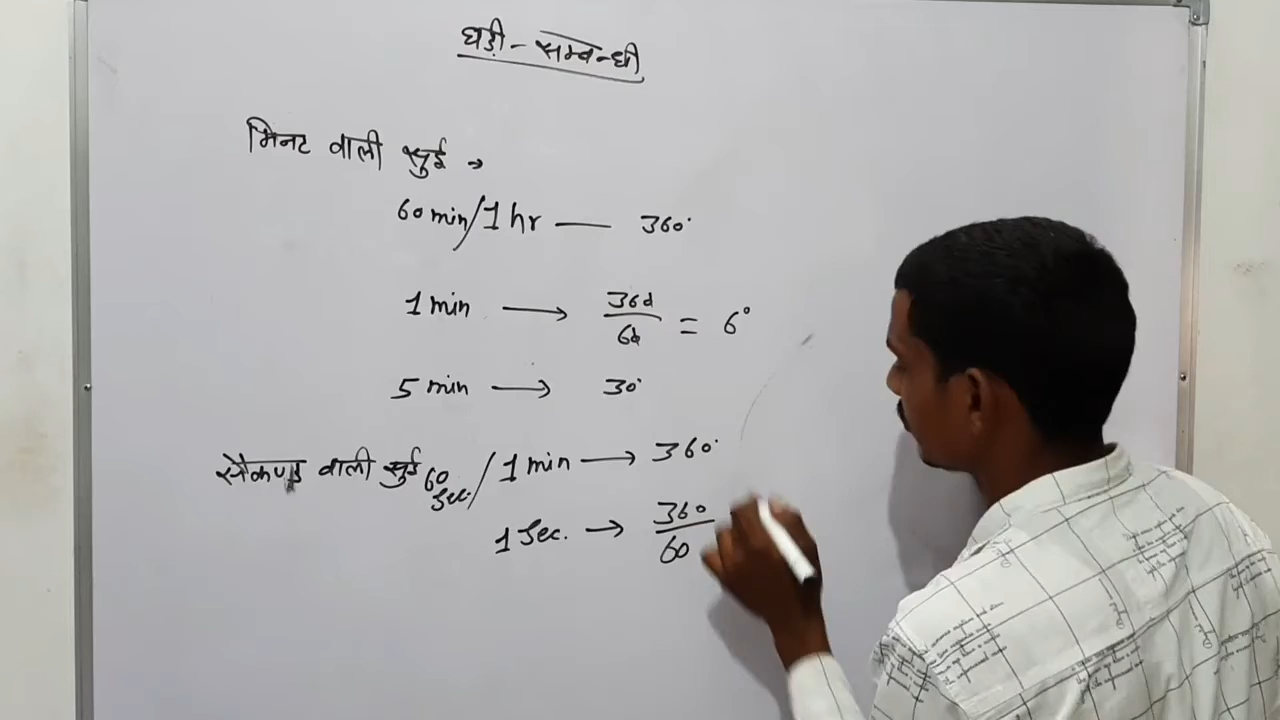 घड़ी - सम्बन्धी
मिनट वाली सुई →
60 min/1 hr — 360°
1 min → 360/60 = 6°
5 min → 30°
सैकण्ड वाली सुई 60 Sec./1 min → 360°
1 Sec. → 360/60